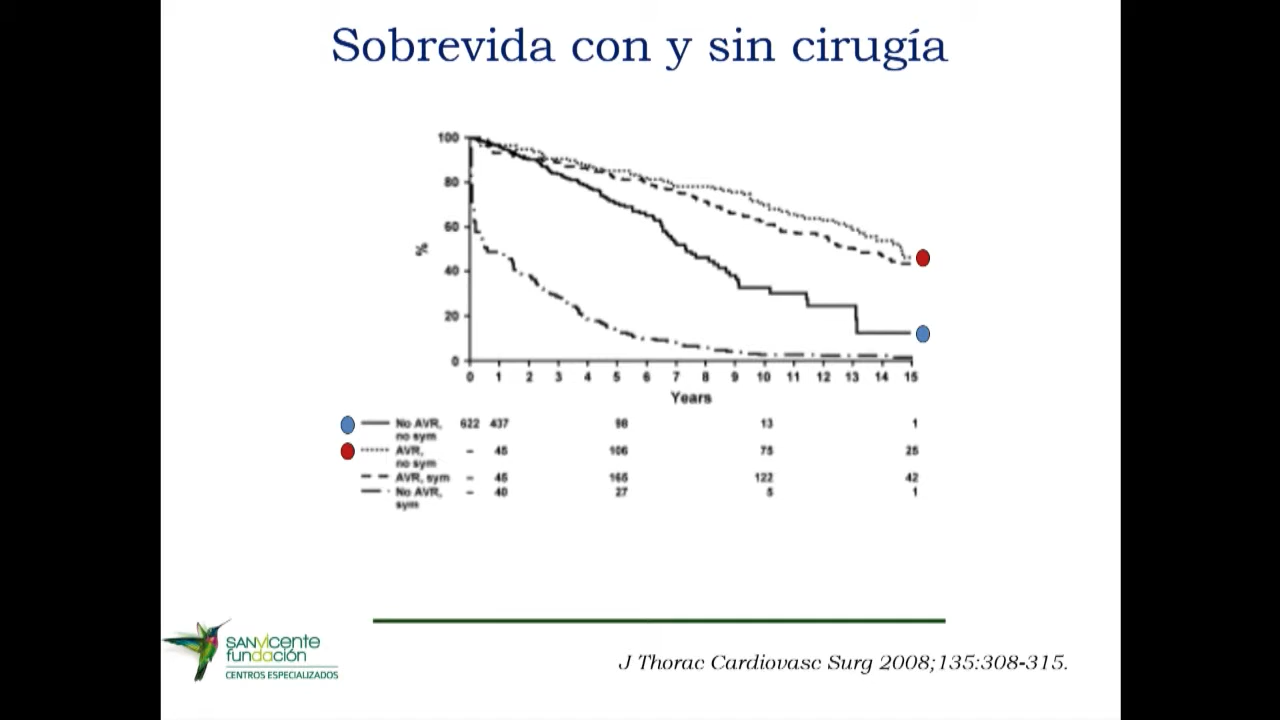 Sobrevida con y sin cirugía
100
80
60
40
20
0
%
0 1 2 3 4 5 6 7 8 9 10 11 12 13 14 15
Years
No AVR, 622 437 98 13 1
no sym
AVR, - 45 106 75 25
no sym
AVR, sym - 45 165 122 42
No AVR, - 40 27 5 1
sym
SANVICENTE
fundación
CENTROS ESPECIALIZADOS
J Thorac Cardiovasc Surg 2008;135:308-315.